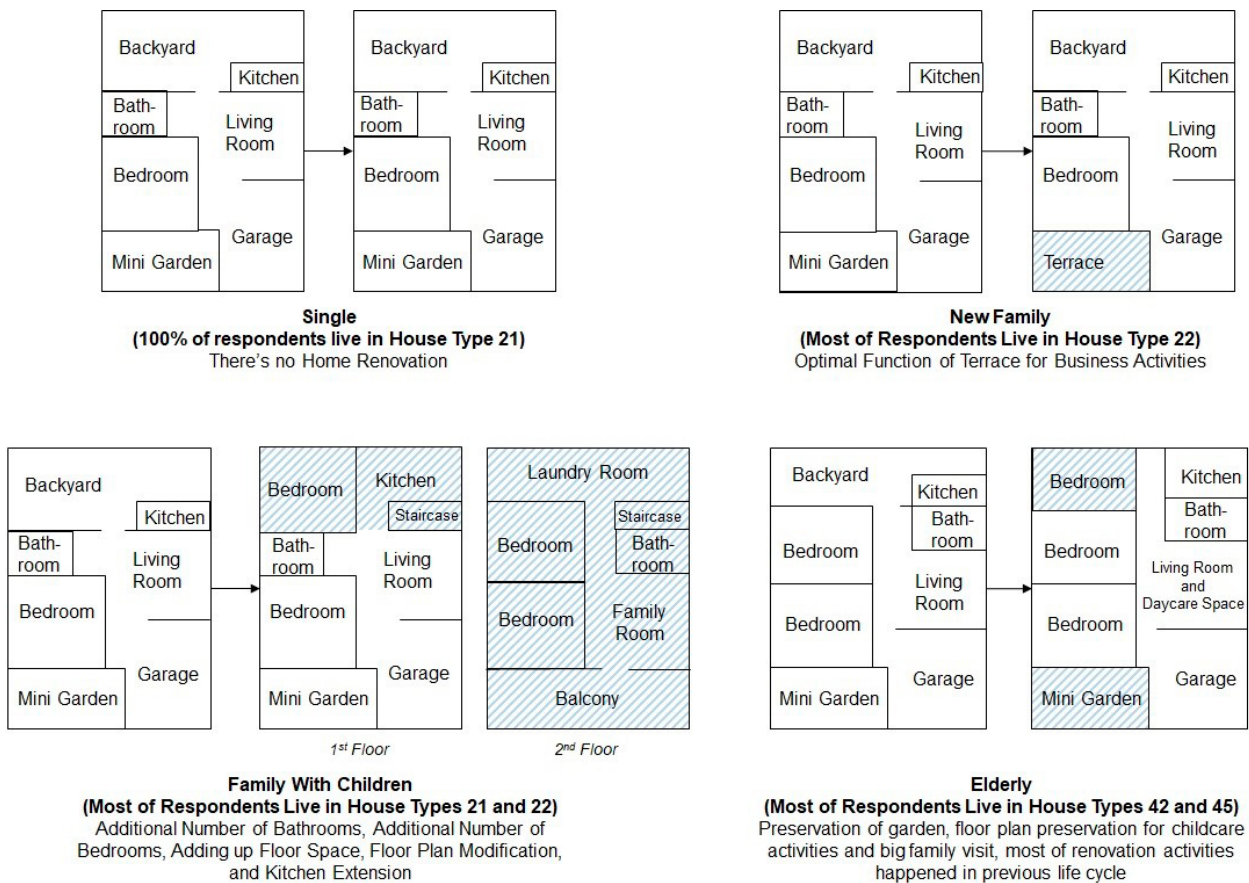 Backyard
Kitchen
Bath-
room
Living
Room
Bedroom
Garage
Mini Garden
Backyard
Kitchen
Bath-
room
Living
Room
Bedroom
Garage
Mini Garden
Single
(100% of respondents live in House Type 21)
There's no Home Renovation
Backyard
Kitchen
Bath-
room
Living
Room
Bedroom
Garage
Mini Garden
Backyard
Kitchen
Bath-
room
Living
Room
Bedroom
Garage
Terrace
New Family
(Most of Respondents Live in House Type 22)
Optimal Function of Terrace for Business Activities
Backyard
Kitchen
Bath-
room
Living
Room
Bedroom
Garage
Mini Garden
Bedroom
Kitchen
Staircase
Bath-
room
Living
Room
Bedroom
Garage
Mini Garden
1st Floor
Laundry Room
Staircase
Bedroom
Bath-
room
Bedroom
Family
Room
Balcony
2nd Floor
Family With Children
(Most of Respondents Live in House Types 21 and 22)
Additional Number of Bathrooms, Additional Number of
Bedrooms, Adding up Floor Space, Floor Plan Modification,
and Kitchen Extension
Backyard
Kitchen
Bath-
room
Bedroom
Living
Room
Bedroom
Garage
Mini Garden
Bedroom
Kitchen
Bath-
room
Bedroom
Living Room
and
Daycare Space
Bedroom
Garage
Mini Garden
Elderly
(Most of Respondents Live in House Types 42 and 45)
Preservation of garden, floor plan preservation for childcare
activities and big family visit, most of renovation activities
happened in previous life cycle